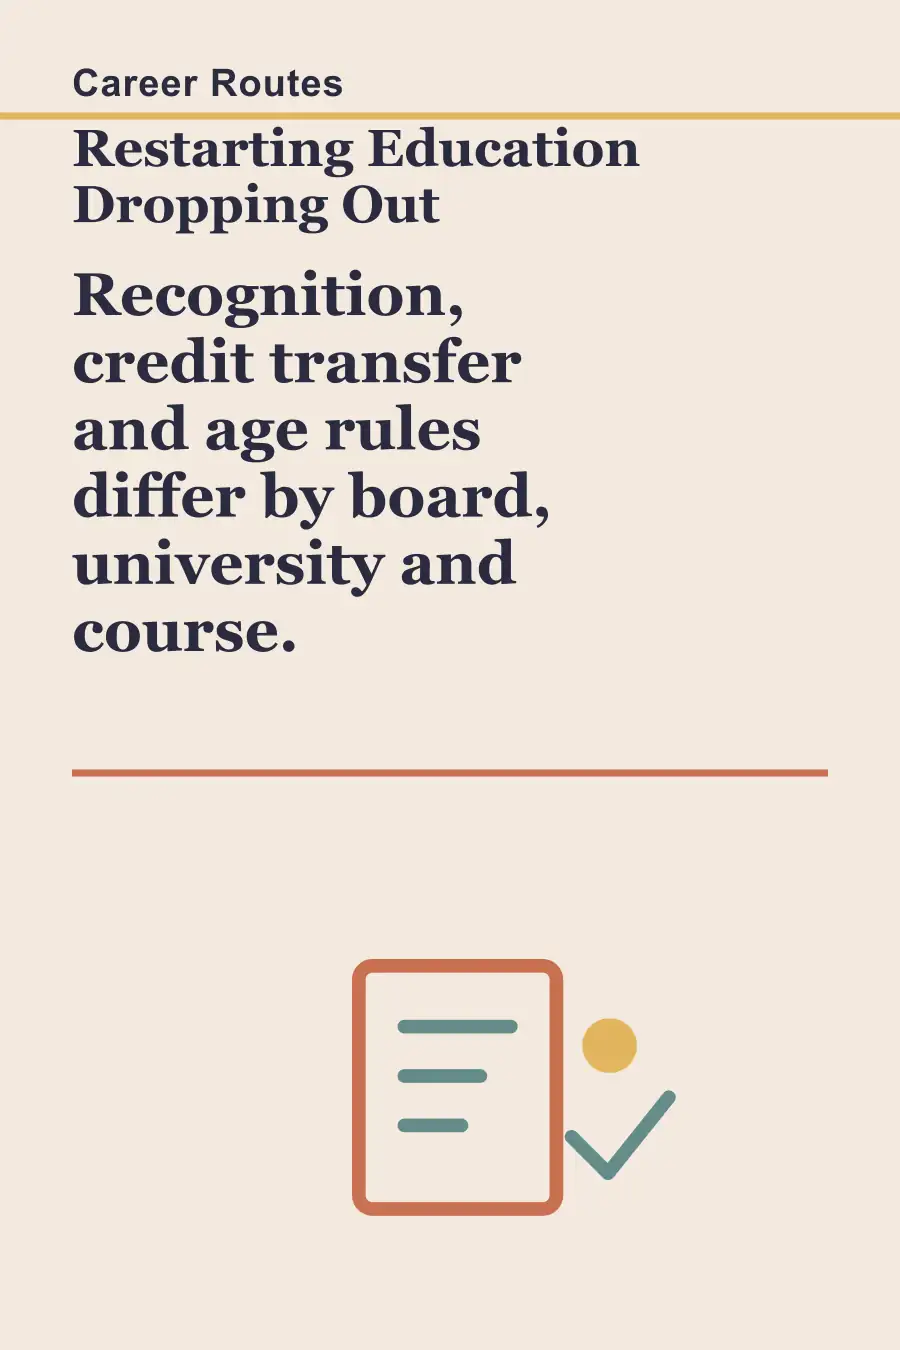 Career Routes
Restarting Education
Dropping Out
Recognition,
credit transfer
and age rules
differ by board,
university and
course.